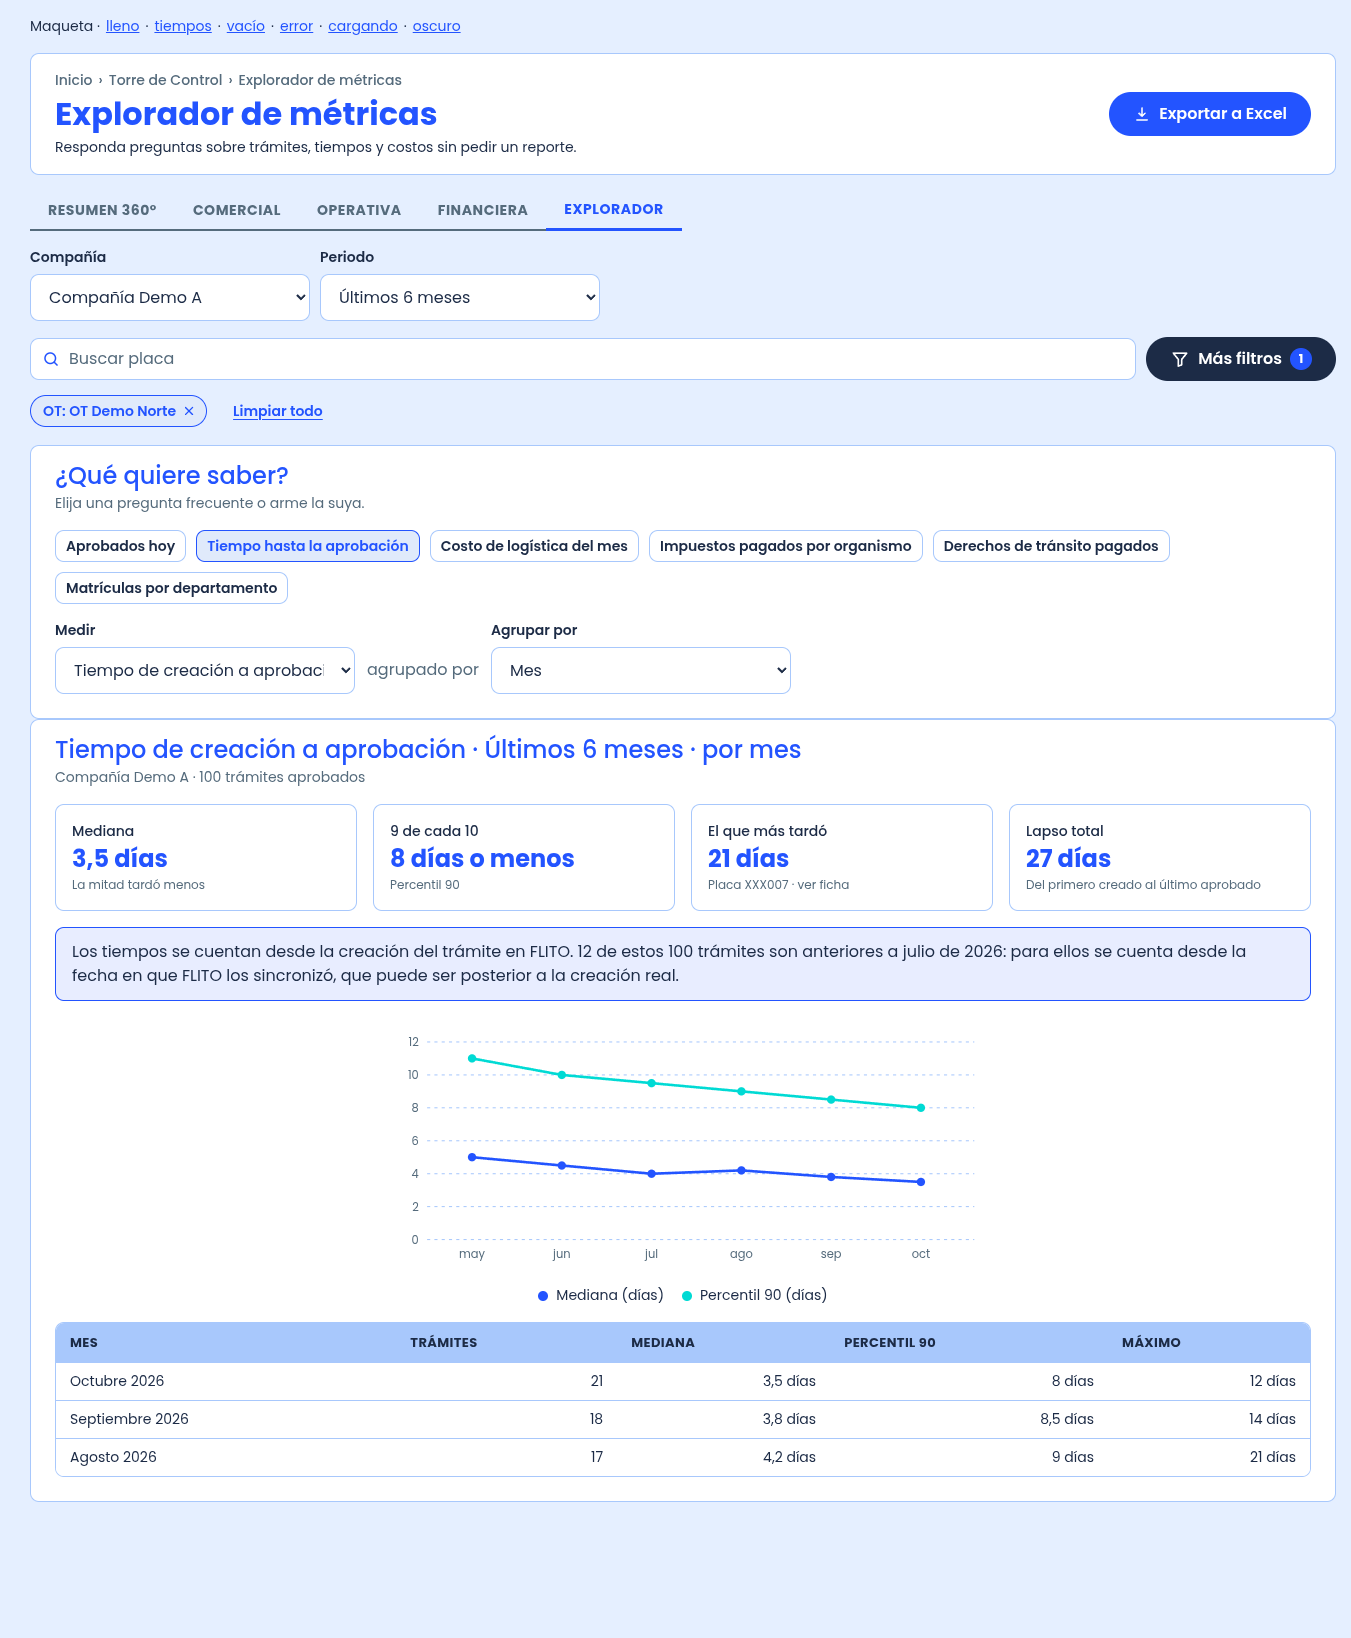 Maqueta · lleno · tiempos · vacío · error · cargando · oscuro
Inicio › Torre de Control › Explorador de métricas
Explorador de métricas
Responda preguntas sobre trámites, tiempos y costos sin pedir un reporte.
Exportar a Excel
RESUMEN 360° COMERCIAL OPERATIVA FINANCIERA EXPLORADOR
Compañía Periodo
Compañía Demo A Últimos 6 meses
Buscar placa Más filtros 1
OT: OT Demo Norte × Limpiar todo
¿Qué quiere saber?
Elija una pregunta frecuente o arme la suya.
Aprobados hoy Tiempo hasta la aprobación Costo de logística del mes Impuestos pagados por organismo Derechos de tránsito pagados
Matrículas por departamento
Medir Agrupar por
Tiempo de creación a aprobaci agrupado por Mes
Tiempo de creación a aprobación · Últimos 6 meses · por mes
Compañía Demo A · 100 trámites aprobados
Mediana 9 de cada 10 El que más tardó Lapso total
3,5 días 8 días o menos 21 días 27 días
La mitad tardó menos Percentil 90 Placa XXX007 · ver ficha Del primero creado al último aprobado
Los tiempos se cuentan desde la creación del trámite en FLITO. 12 de estos 100 trámites son anteriores a julio de 2026: para ellos se cuenta desde la
fecha en que FLITO los sincronizó, que puede ser posterior a la creación real.
12
10
8
6
4
2
0
may jun jul ago sep oct
Mediana (días) Percentil 90 (días)
MES TRÁMITES MEDIANA PERCENTIL 90 MÁXIMO
Octubre 2026 21 3,5 días 8 días 12 días
Septiembre 2026 18 3,8 días 8,5 días 14 días
Agosto 2026 17 4,2 días 9 días 21 días